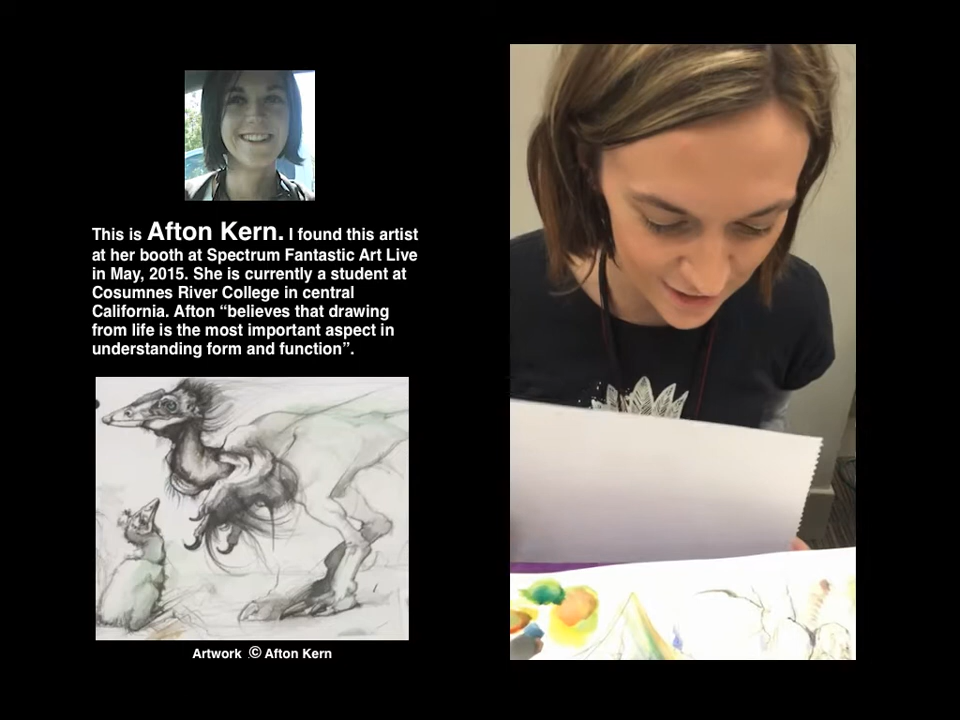 This is Afton Kern. I found this artist
at her booth at Spectrum Fantastic Art Live
in May, 2015. She is currently a student at
Cosumnes River College in central
California. Afton “believes that drawing
from life is the most important aspect in
understanding form and function”.
Artwork © Afton Kern